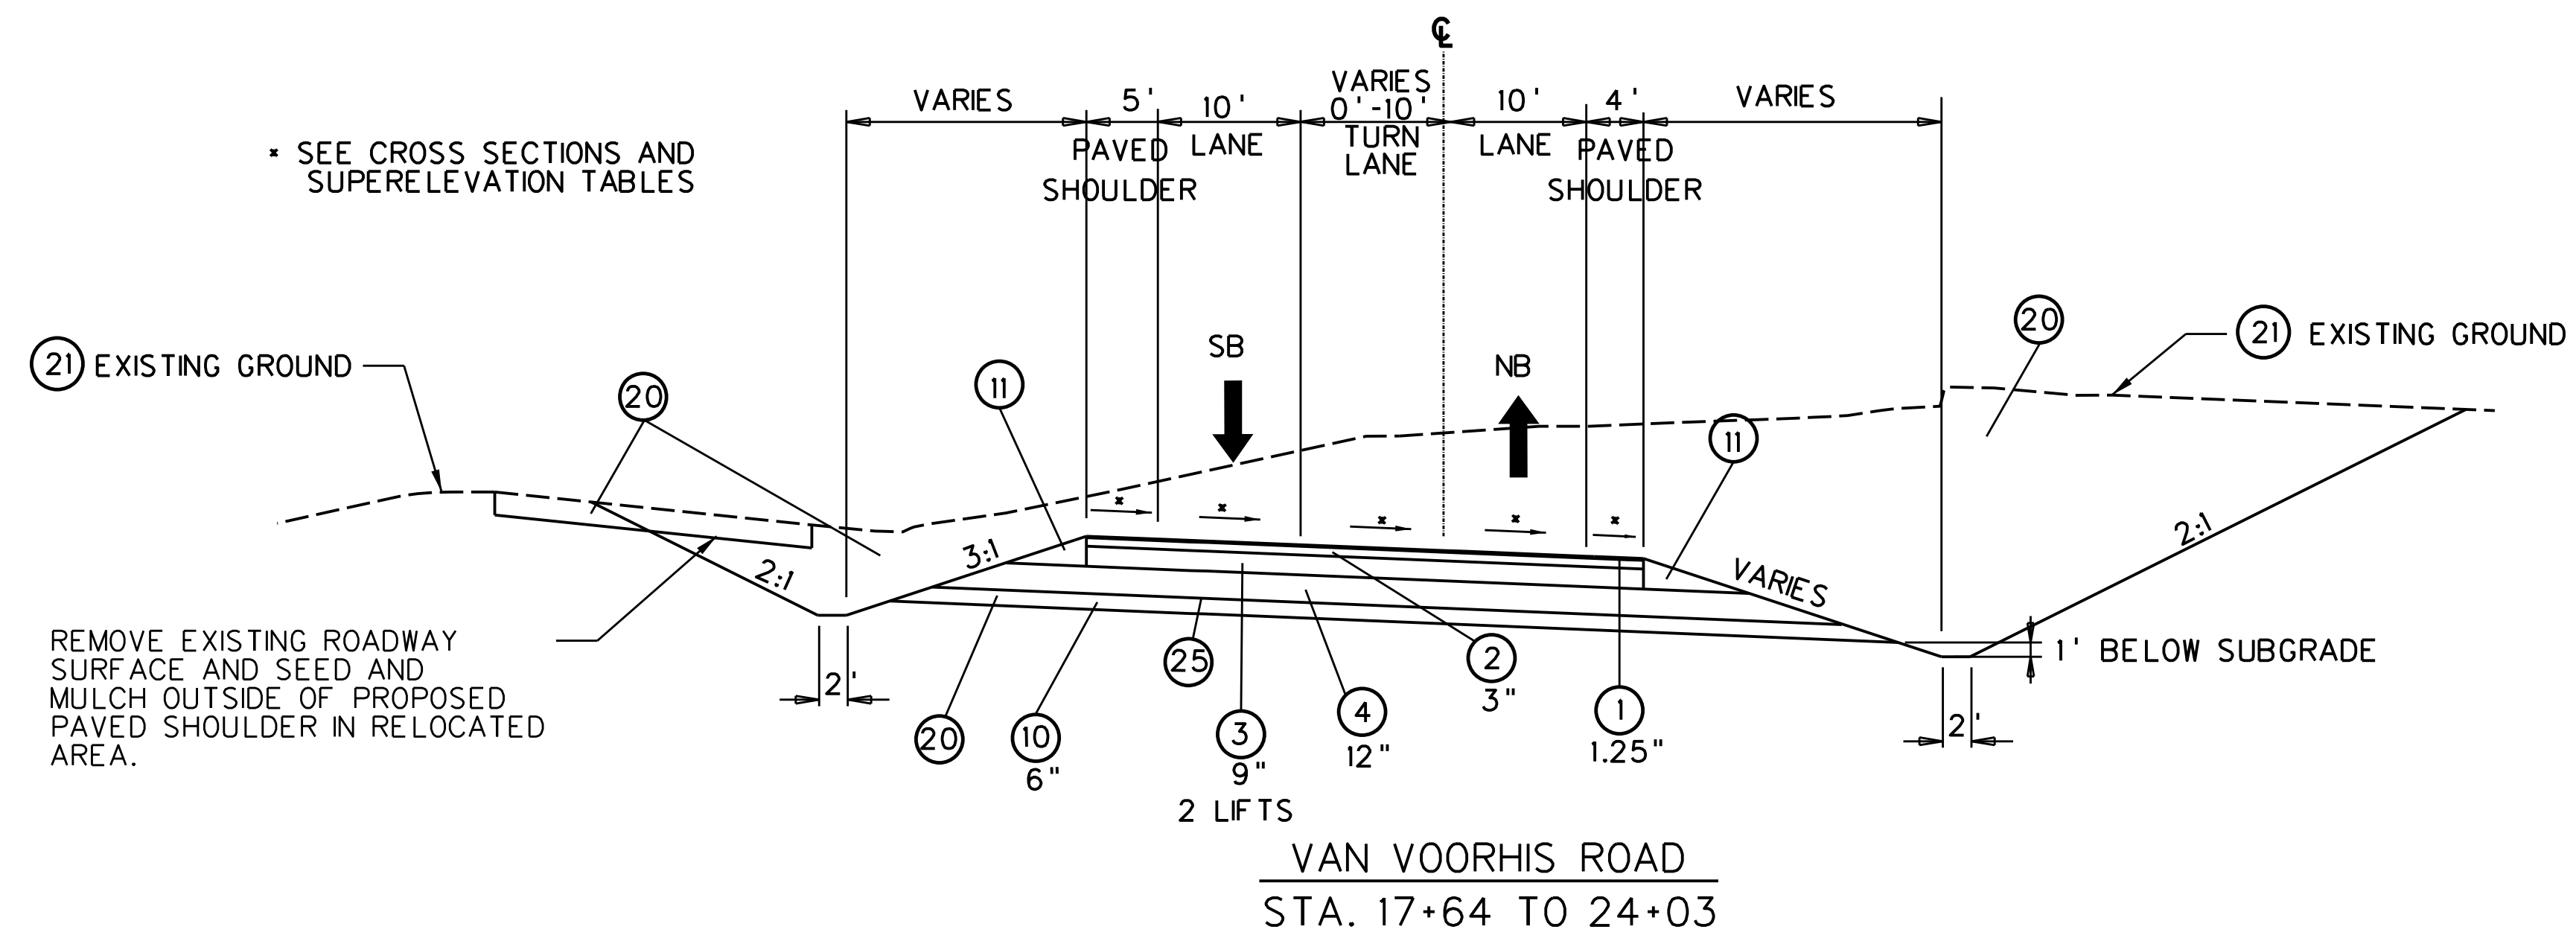 ℄
VARIES
5'
10'
VARIES
0'-10'
10'
4'
VARIES
PAVED
SHOULDER
LANE
TURN
LANE
LANE
PAVED
SHOULDER
* SEE CROSS SECTIONS AND
SUPERELEVATION TABLES
21 EXISTING GROUND
20
11
SB
NB
11
20
21 EXISTING GROUND
*
*
*
*
*
2:1
3:1
VARIES
2:1
REMOVE EXISTING ROADWAY
SURFACE AND SEED AND
MULCH OUTSIDE OF PROPOSED
PAVED SHOULDER IN RELOCATED
AREA.
2'
20
10
6"
25
3
9"
2 LIFTS
4
12"
2
3"
1
1.25"
1' BELOW SUBGRADE
2'
VAN VOORHIS ROAD
STA. 17+64 TO 24+03